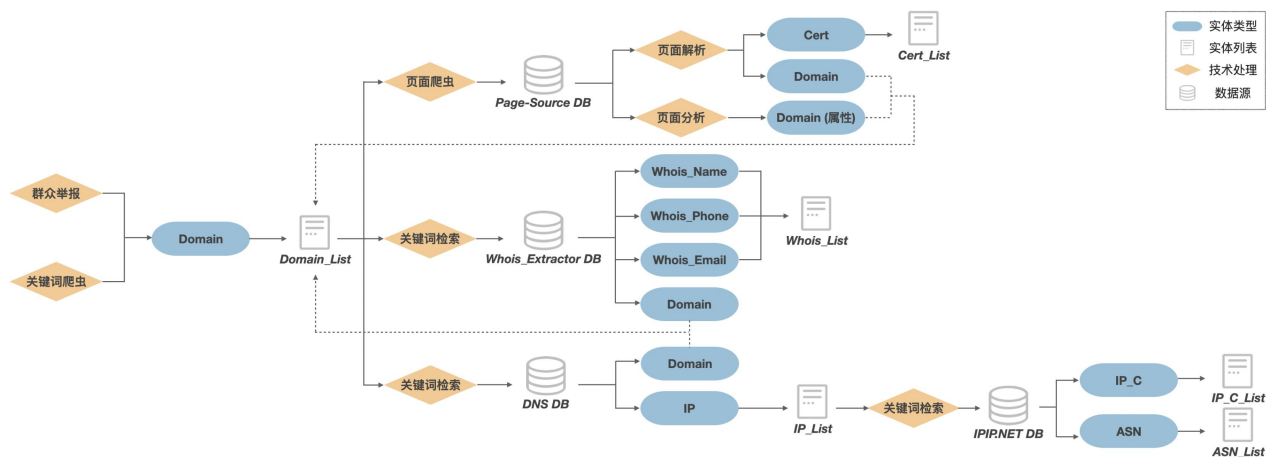 实体类型
实体列表
技术处理
数据源
群众举报
关键词爬虫
Domain
Domain_List
页面爬虫
Page-Source DB
页面解析
Cert
Cert_List
Domain
页面分析
Domain (属性)
关键词检索
Whois_Extractor DB
Whois_Name
Whois_Phone
Whois_Email
Domain
Whois_List
关键词检索
DNS DB
Domain
IP
IP_List
关键词检索
IPIP.NET DB
IP_C
IP_C_List
ASN
ASN_List